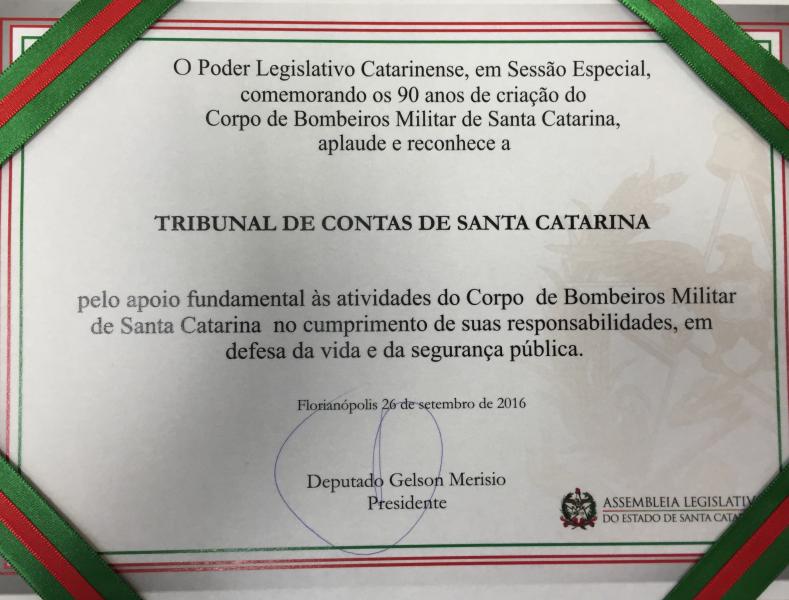 O Poder Legislativo Catarinense, em Sessão Especial,
comemorando os 90 anos de criação do
Corpo de Bombeiros Militar de Santa Catarina,
aplaude e reconhece a
TRIBUNAL DE CONTAS DE SANTA CATARINA
pelo apoio fundamental às atividades do Corpo de Bombeiros Militar
de Santa Catarina no cumprimento de suas responsabilidades, em
defesa da vida e da segurança pública.
Florianópolis 26 de setembro de 2016
Deputado Gelson Merisio
Presidente
ASSEMBLEIA LEGISLATIV
DO ESTADO DE SANTA CATA